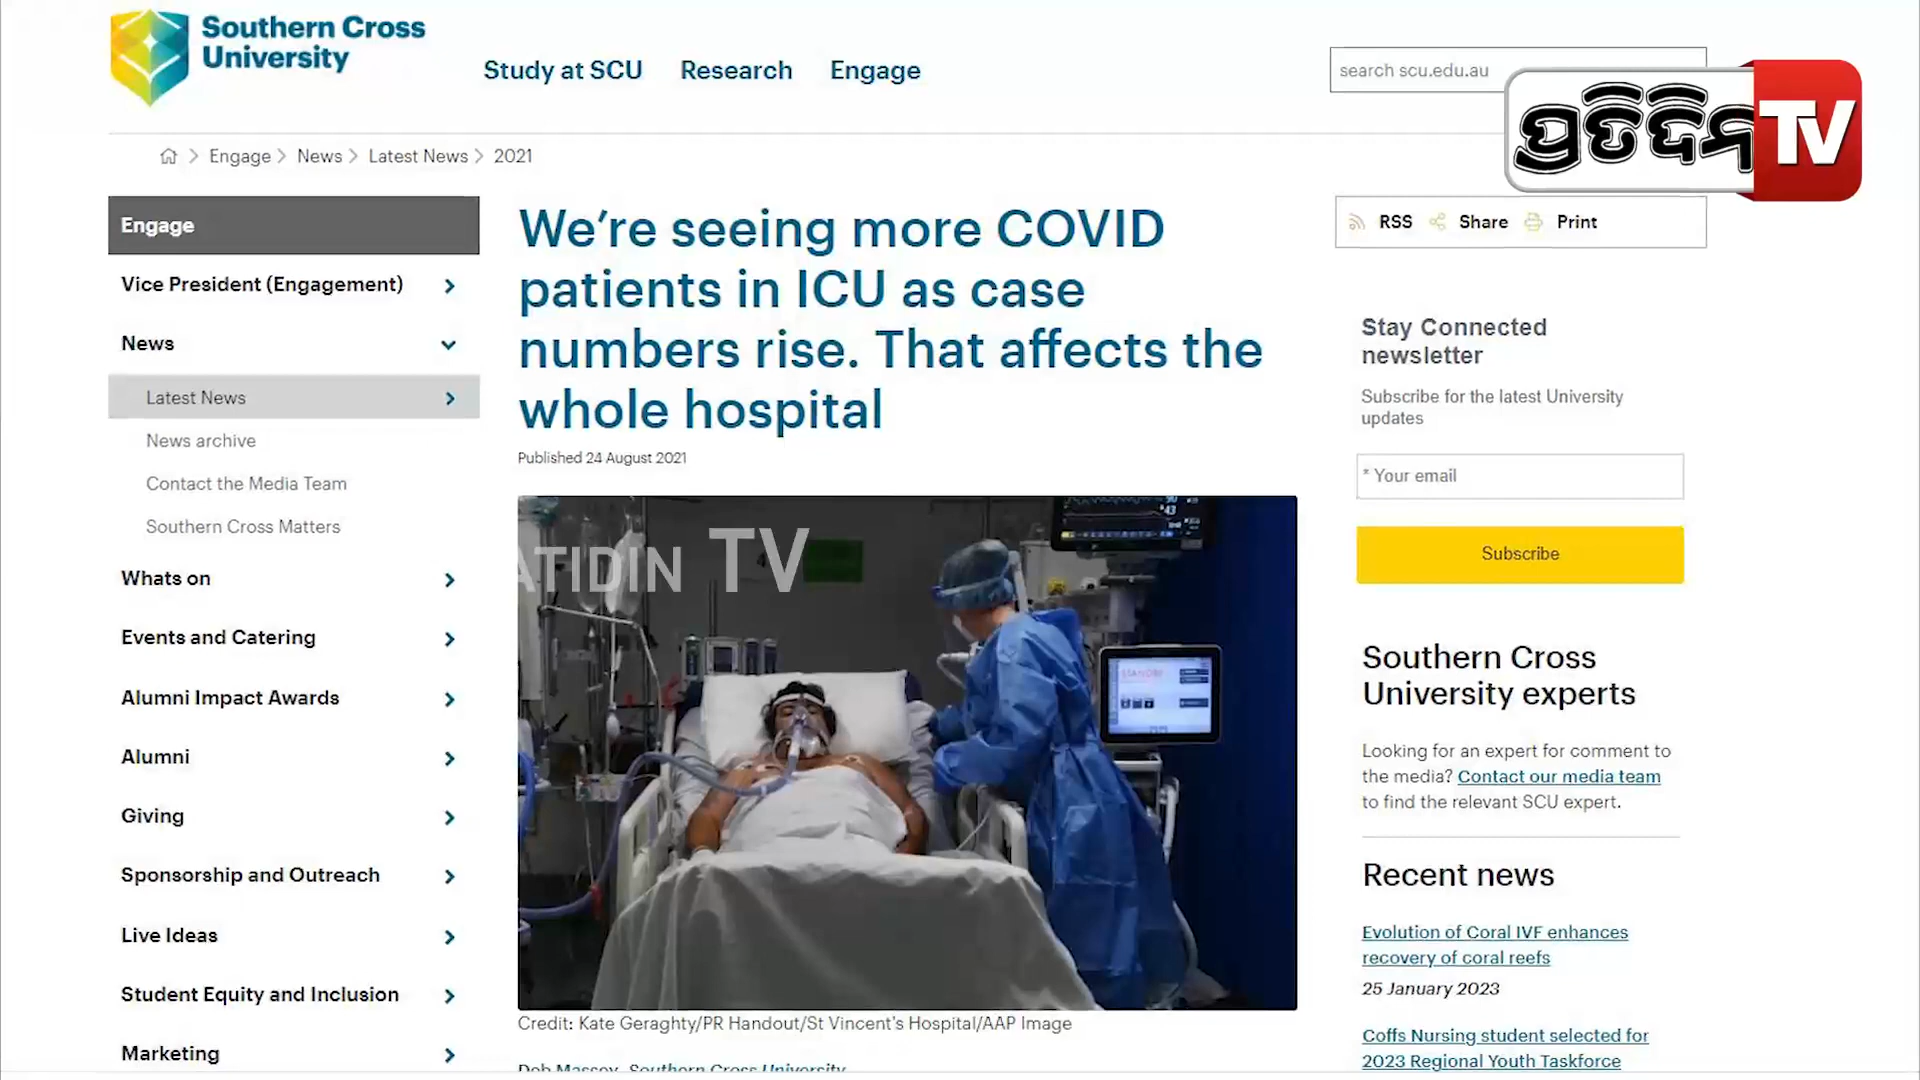 Southern Cross
University
Study at SCU
Research
Engage
search scu.edu.au
ପ୍ରତିଦିନ TV
Engage
News
Latest News
2021
Engage
Vice President (Engagement)
News
Latest News
News archive
Contact the Media Team
Southern Cross Matters
Whats on
Events and Catering
Alumni Impact Awards
Alumni
Giving
Sponsorship and Outreach
Live Ideas
Student Equity and Inclusion
Marketing
We’re seeing more COVID
patients in ICU as case
numbers rise. That affects the
whole hospital
Published 24 August 2021
ATIDIN TV
Credit: Kate Geraghty/PR Handout/St Vincent's Hospital/AAP Image
Deb Massey, Southern Cross University
RSS
Share
Print
Stay Connected
newsletter
Subscribe for the latest University
updates
* Your email
Subscribe
Southern Cross
University experts
Looking for an expert for comment to
the media? Contact our media team
to find the relevant SCU expert.
Recent news
Evolution of Coral IVF enhances
recovery of coral reefs
25 January 2023
Coffs Nursing student selected for
2023 Regional Youth Taskforce